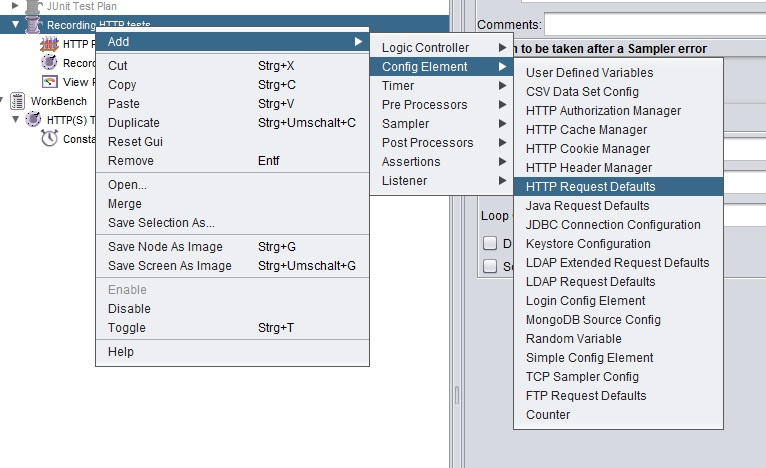 JUnit Test Plan
Recording HTTP tests
HTTP
Recor
View
WorkBench
HTTP(S) T
Consta
Add
Cut Strg+X
Copy Strg+C
Paste Strg+V
Duplicate Strg+Umschalt+C
Reset Gui
Remove Entf
Open...
Merge
Save Selection As...
Save Node As Image Strg+G
Save Screen As Image Strg+Umschalt+G
Enable
Disable
Toggle Strg+T
Help
Logic Controller
Config Element
Timer
Pre Processors
Sampler
Post Processors
Assertions
Listener
Comments:
to be taken after a Sampler error
Loop
User Defined Variables
CSV Data Set Config
HTTP Authorization Manager
HTTP Cache Manager
HTTP Cookie Manager
HTTP Header Manager
HTTP Request Defaults
Java Request Defaults
JDBC Connection Configuration
Keystore Configuration
LDAP Extended Request Defaults
LDAP Request Defaults
Login Config Element
MongoDB Source Config
Random Variable
Simple Config Element
TCP Sampler Config
FTP Request Defaults
Counter